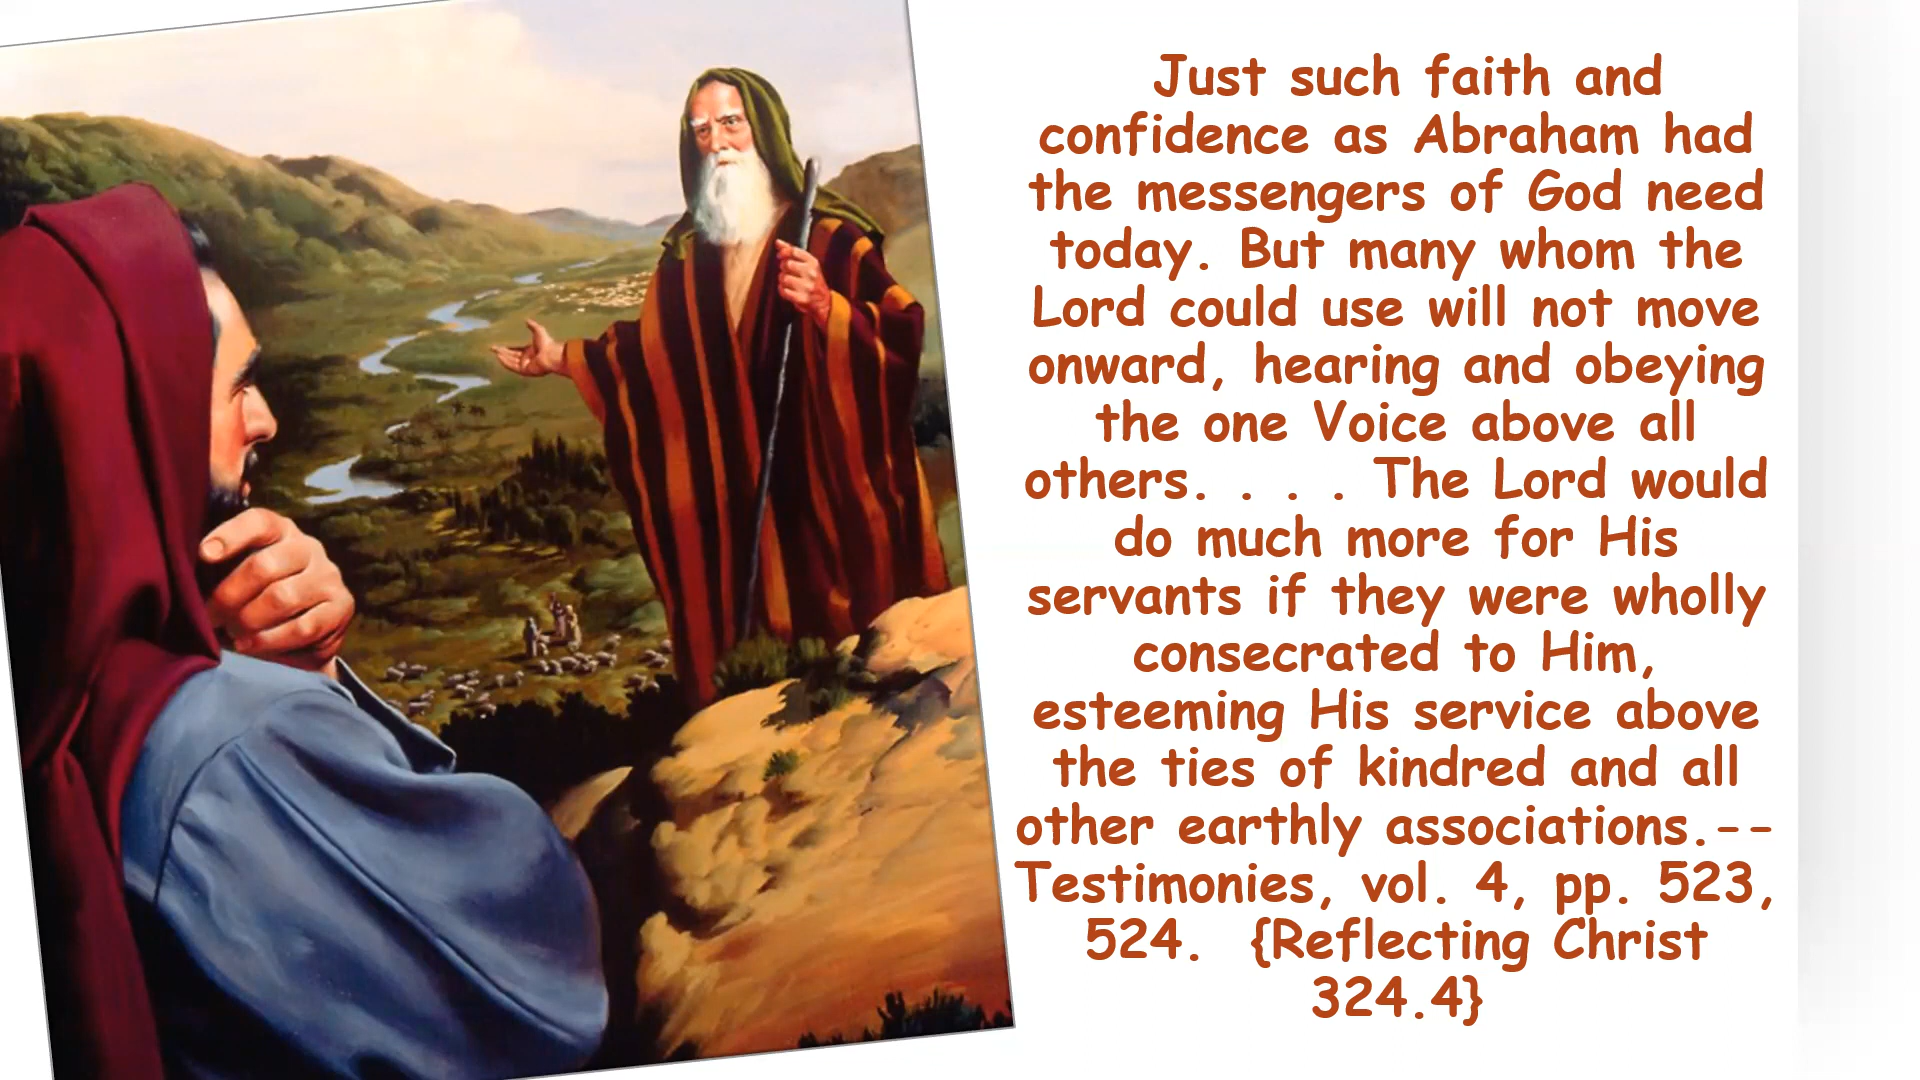 Just such faith and
confidence as Abraham had
the messengers of God need
today. But many whom the
Lord could use will not move
onward, hearing and obeying
the one Voice above all
others. . . . The Lord would
do much more for His
servants if they were wholly
consecrated to Him,
esteeming His service above
the ties of kindred and all
other earthly associations.--
Testimonies, vol. 4, pp. 523,
524.  {Reflecting Christ
324.4}